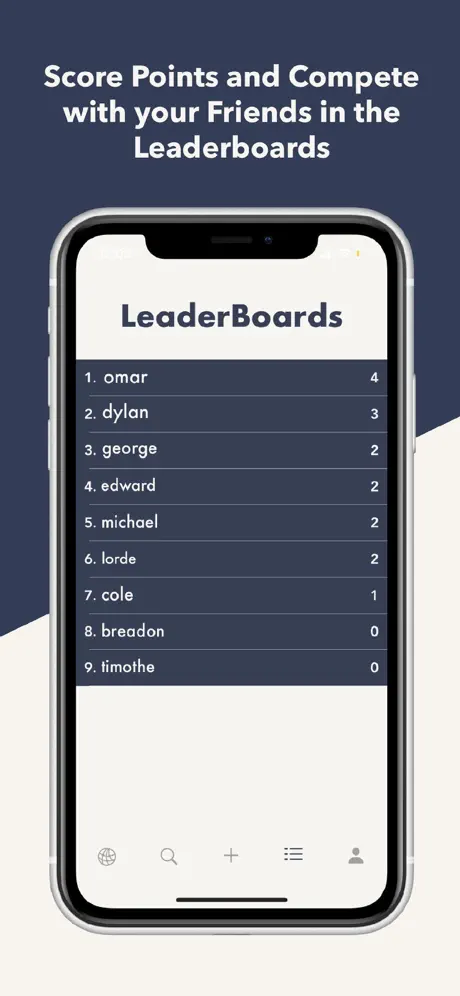 Score Points and Compete
with your Friends in the
Leaderboards
LeaderBoards
1. omar 4
2. dylan 3
3. george 2
4. edward 2
5. michael 2
6. lorde 2
7. cole 1
8. breadon 0
9. timothe 0